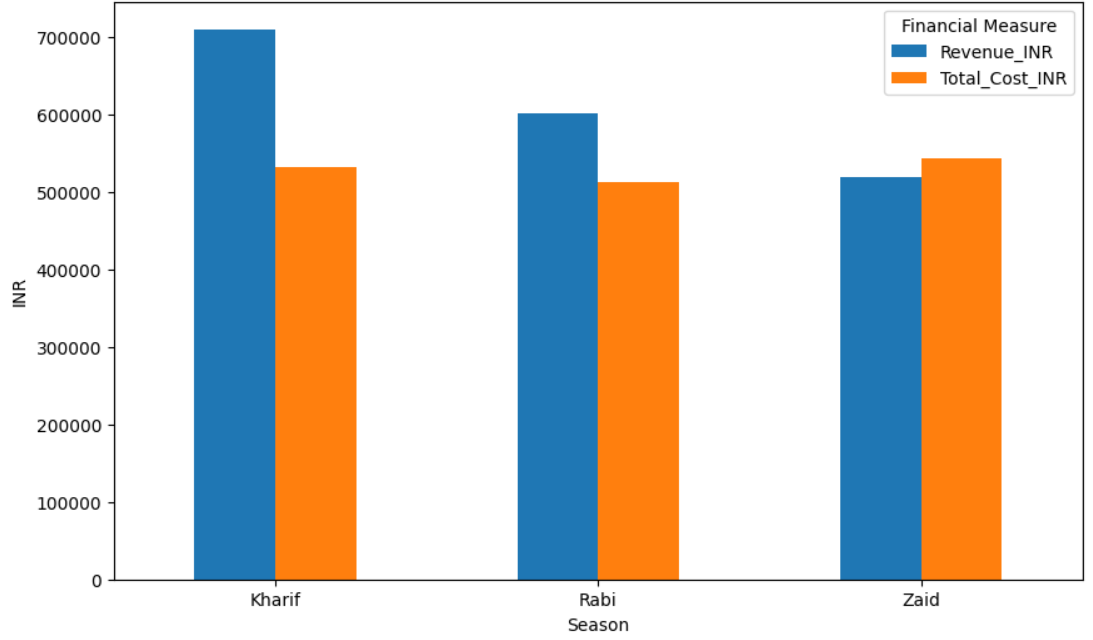 Financial Measure
Revenue_INR
Total_Cost_INR
INR
700000
600000
500000
400000
300000
200000
100000
0
Kharif
Rabi
Zaid
Season